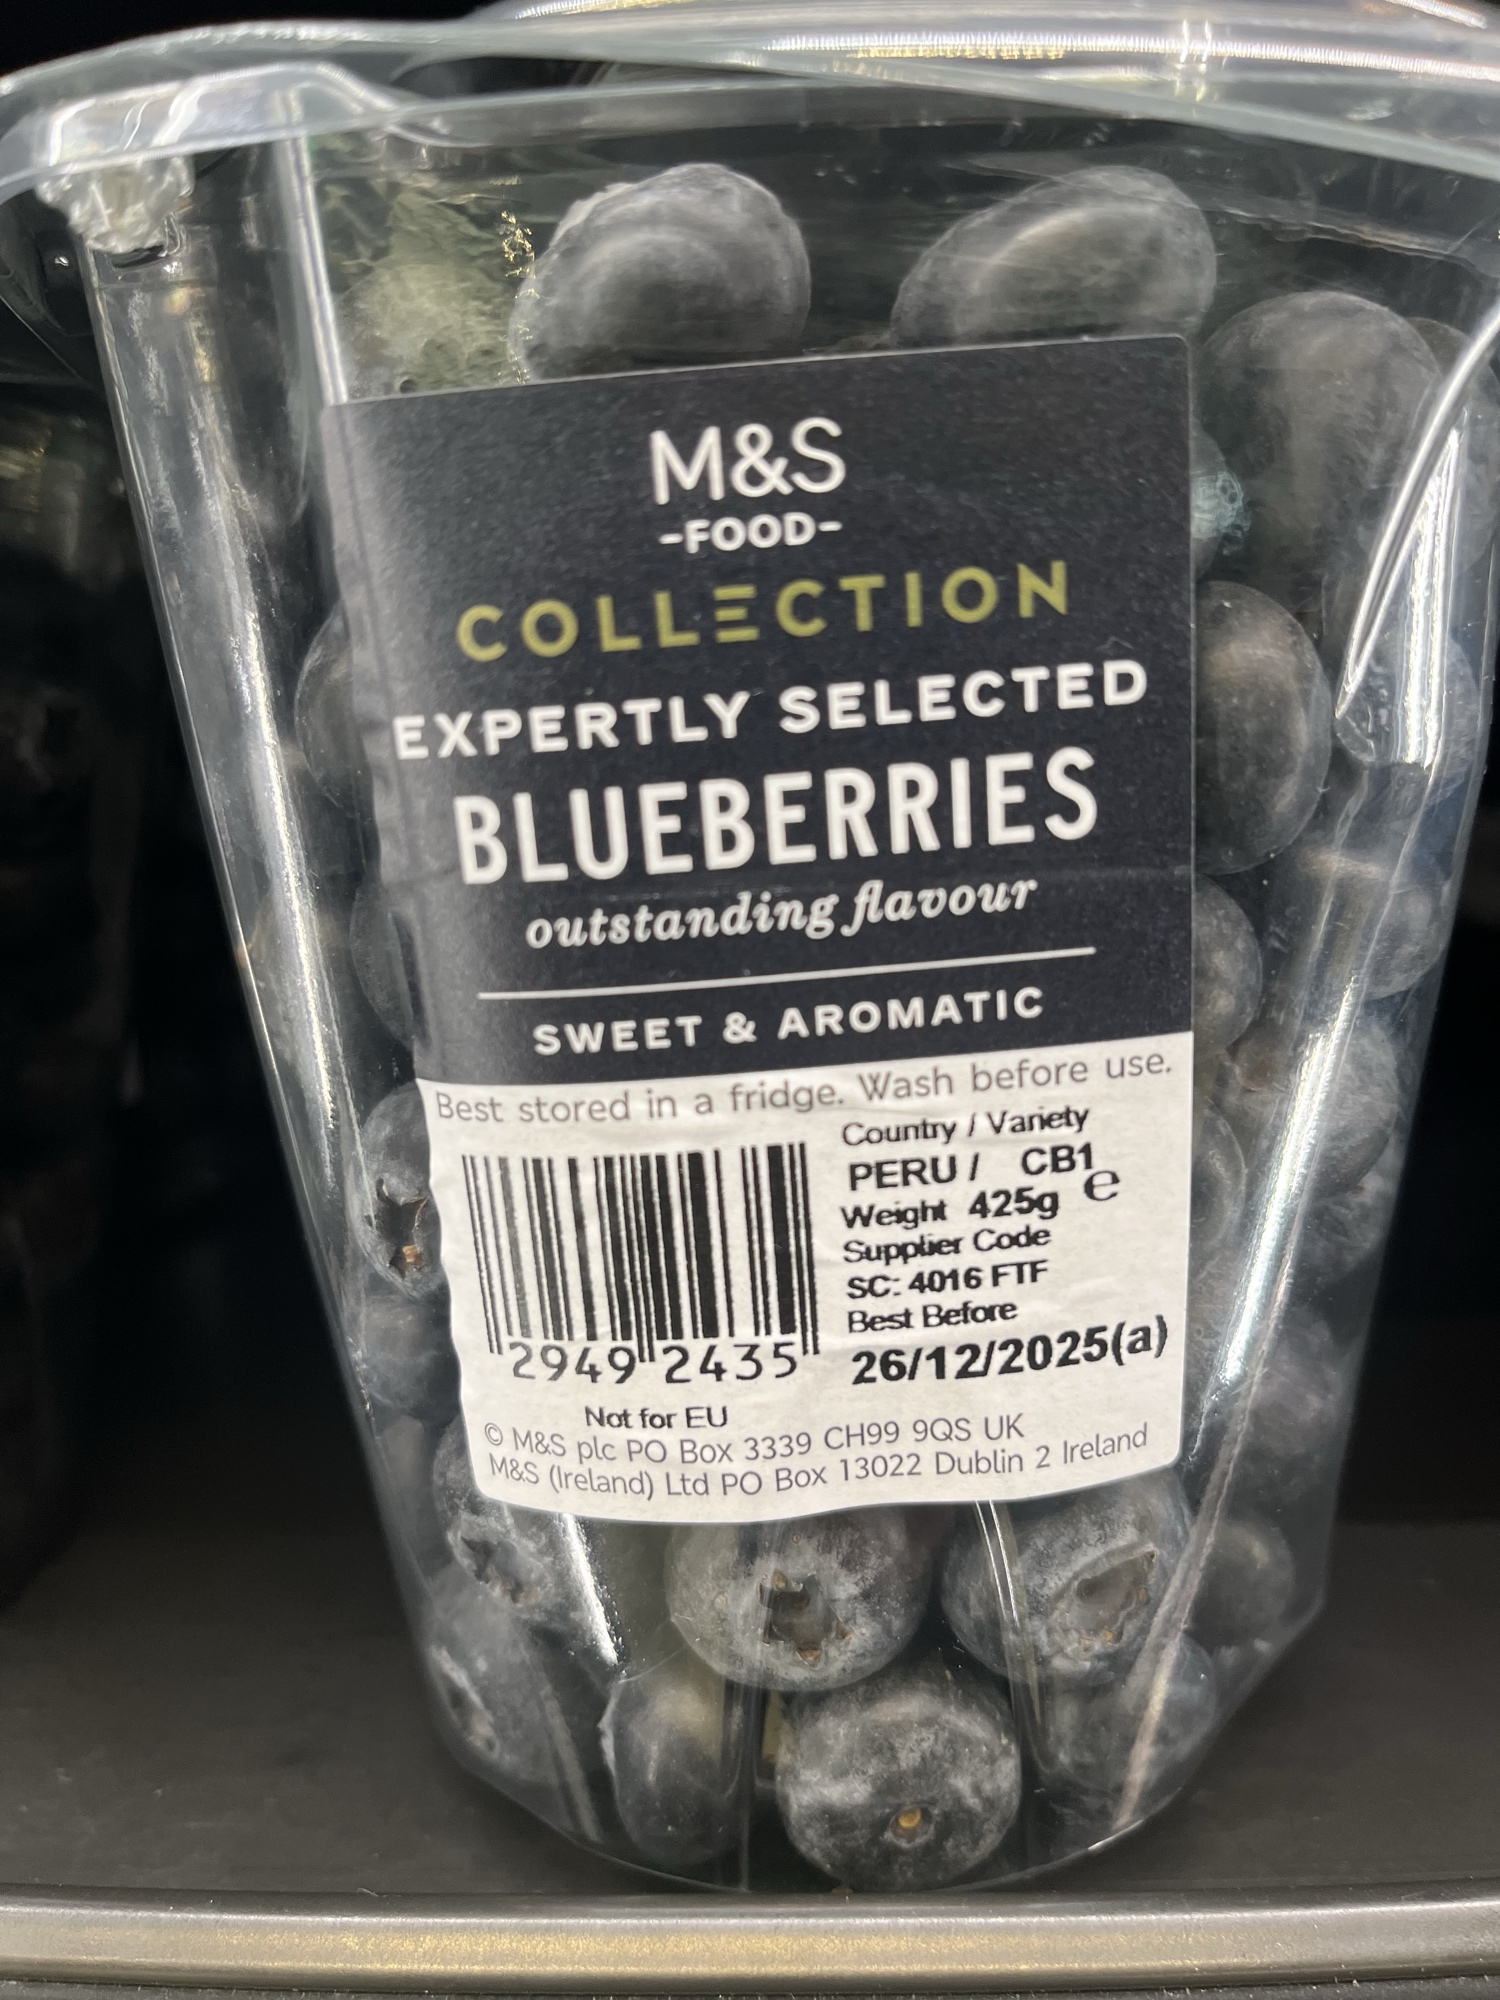 M&S
-FOOD-
COLLECTION
EXPERTLY SELECTED
BLUEBERRIES
outstanding flavour
SWEET & AROMATIC
Best stored in a fridge. Wash before use.
Country / Variety
PERU / CB1
Weight 425g ℮
Supplier Code
SC: 4016 FTF
Best Before
26/12/2025(a)
2949 2435
Not for EU
© M&S plc PO Box 3339 CH99 9QS UK
M&S (Ireland) Ltd PO Box 13022 Dublin 2 Ireland